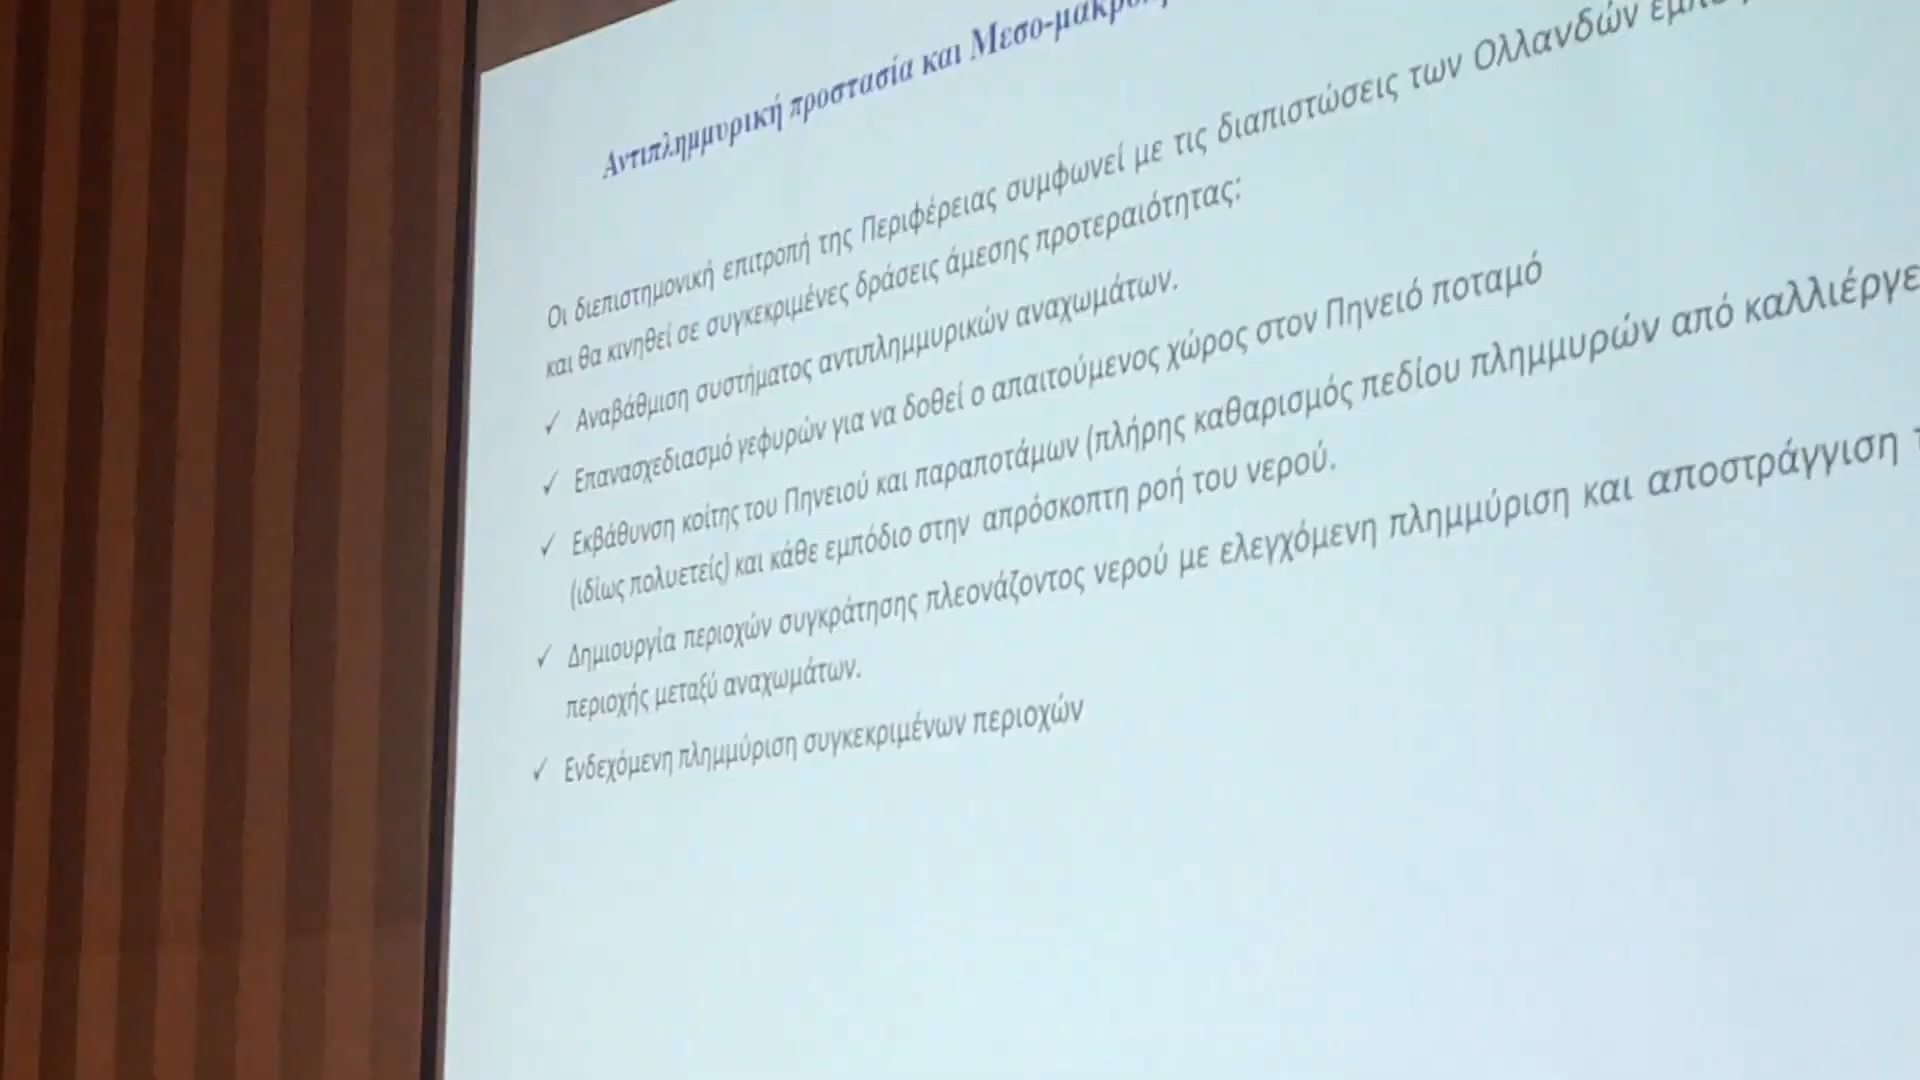 Αντιπλημμυρική προστασία και
Οι διεπιστημονική επιτροπή της Περιφέρειας συμφωνεί με τις διαπιστώσεις των Ολλανδών
και θα κινηθεί σε συγκεκριμένες δράσεις άμεσης προτεραιότητας:
✓ Αναβάθμιση συστήματος αντιπλημμυρικών αναχωμάτων.
✓ Επανασχεδιασμό γεφυρών για να δοθεί ο απαιτούμενος χώρος στον Πηνειό ποταμό
✓ Εκβάθυνση κοίτης του Πηνειού και παραποτάμων (πλήρης καθαρισμός πεδίου πλημμυρών από
(ιδίως πολυετείς) και κάθε εμπόδιο στην απρόσκοπτη ροή του νερού.
✓ Δημιουργία περιοχών συγκράτησης πλεονάζοντος νερού με ελεγχόμενη πλημμύριση και αποστράγγιση
περιοχής μεταξύ αναχωμάτων.
✓ Ενδεχόμενη πλημμύριση συγκεκριμένων περιοχών